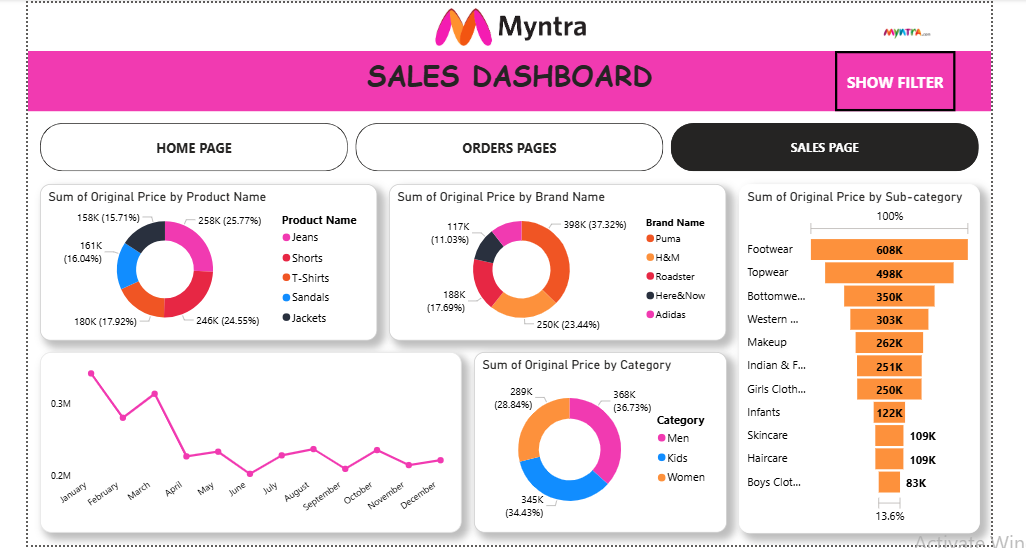 Myntra
MYNTRA.com
SALES DASHBOARD
SHOW FILTER
HOME PAGE
ORDERS PAGES
SALES PAGE
Sum of Original Price by Product Name
158K (15.71%)
258K (25.77%)
161K
(16.04%)
180K (17.92%)
246K (24.55%)
Product Name
Jeans
Shorts
T-Shirts
Sandals
Jackets
Sum of Original Price by Brand Name
117K
(11.03%)
398K (37.32%)
188K
(17.69%)
250K (23.44%)
Brand Name
Puma
H&M
Roadster
Here&Now
Adidas
Sum of Original Price by Sub-category
100%
Footwear 608K
Topwear 498K
Bottomwe... 350K
Western ... 303K
Makeup 262K
Indian & F... 251K
Girls Cloth... 250K
Infants 122K
Skincare 109K
Haircare 109K
Boys Clot... 83K
13.6%
0.3M
0.2M
January
February
March
April
May
June
July
August
September
October
November
December
Sum of Original Price by Category
289K
(28.84%)
368K
(36.73%)
345K
(34.43%)
Category
Men
Kids
Women
Activate Win